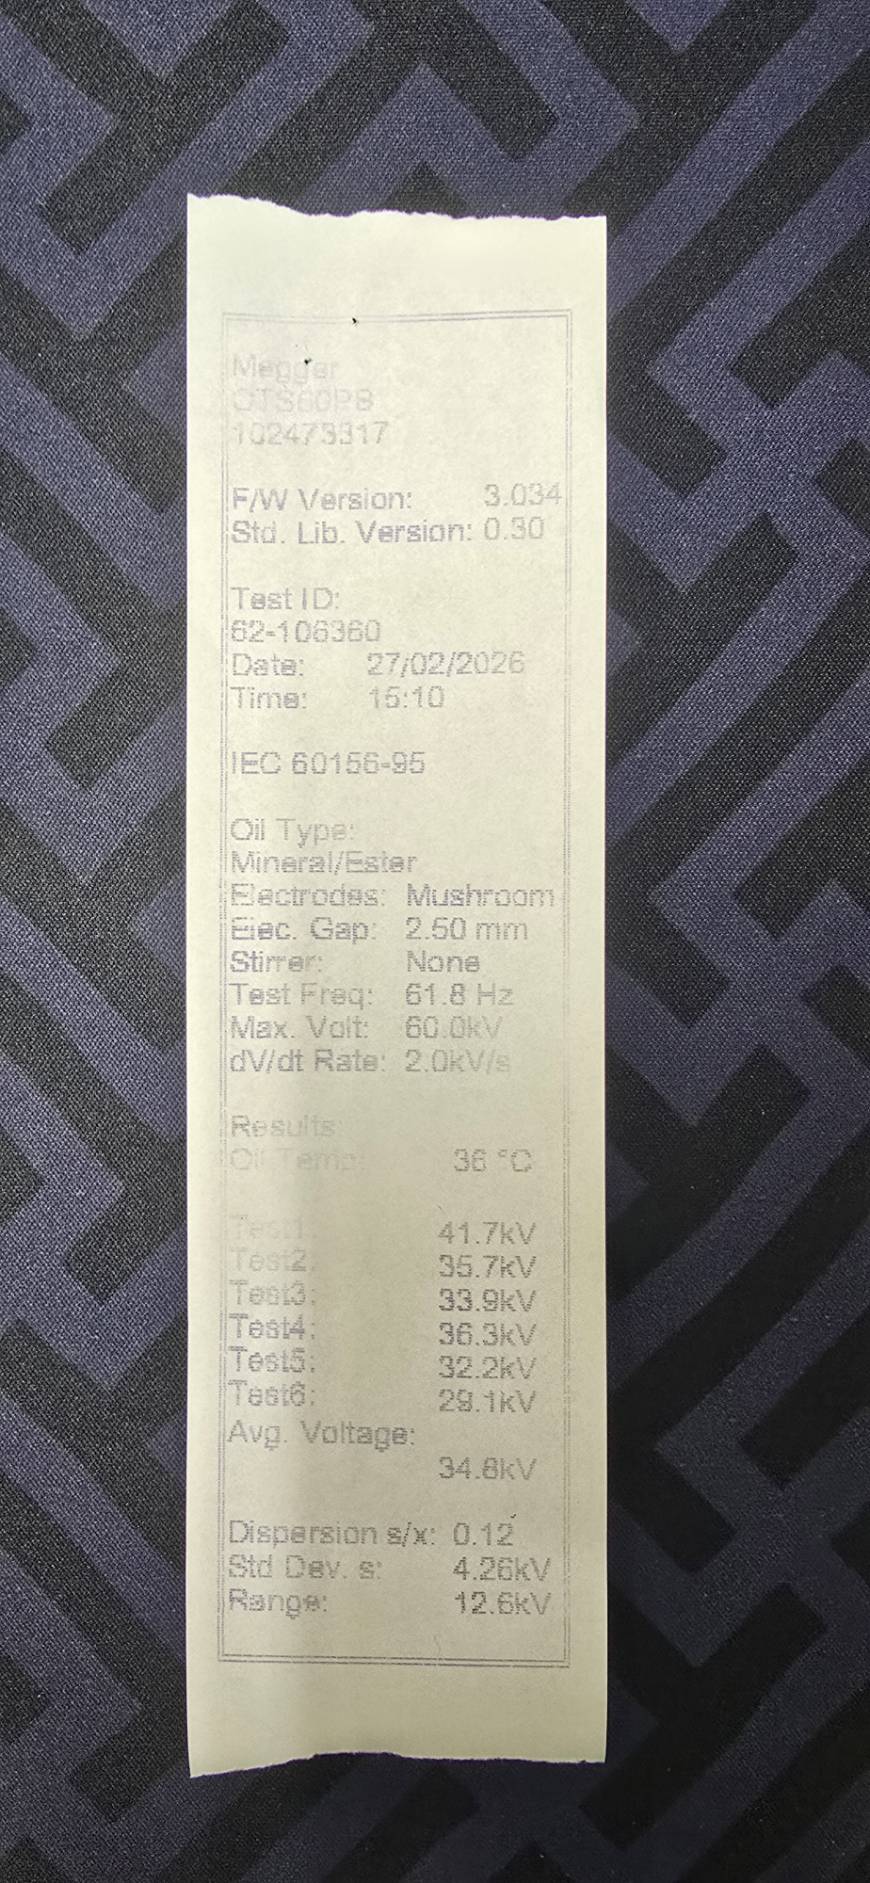 Megger
OTS60PB
102473317
F/W Version: 3.034
Std. Lib. Version: 0.30
Test ID:
62-106360
Date: 27/02/2026
Time: 15:10
IEC 60156-95
Oil Type:
Mineral/Ester
Electrodes: Mushroom
Elec. Gap: 2.50 mm
Stirrer: None
Test Freq: 61.8 Hz
Max. Volt: 60.0kV
dV/dt Rate: 2.0kV/s
Results:
Oil Temp: 36 °C
Test1: 41.7kV
Test2: 35.7kV
Test3: 33.9kV
Test4: 36.3kV
Test5: 32.2kV
Test6: 29.1kV
Avg. Voltage:
34.8kV
Dispersion s/x: 0.12
Std Dev. s: 4.26kV
Range: 12.6kV